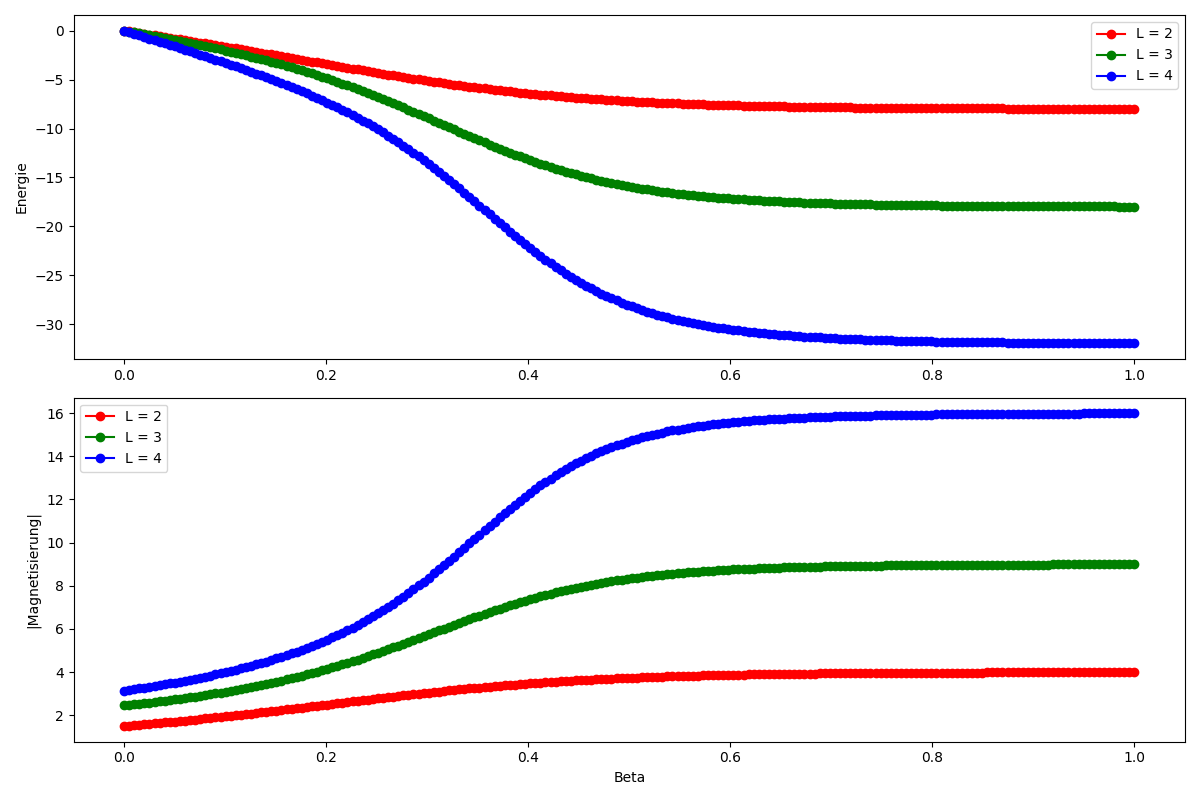 Energie
0
−5
−10
−15
−20
−25
−30
0.0 0.2 0.4 0.6 0.8 1.0
L = 2
L = 3
L = 4
|Magnetisierung|
16
14
12
10
8
6
4
2
0.0 0.2 0.4 0.6 0.8 1.0
L = 2
L = 3
L = 4
Beta